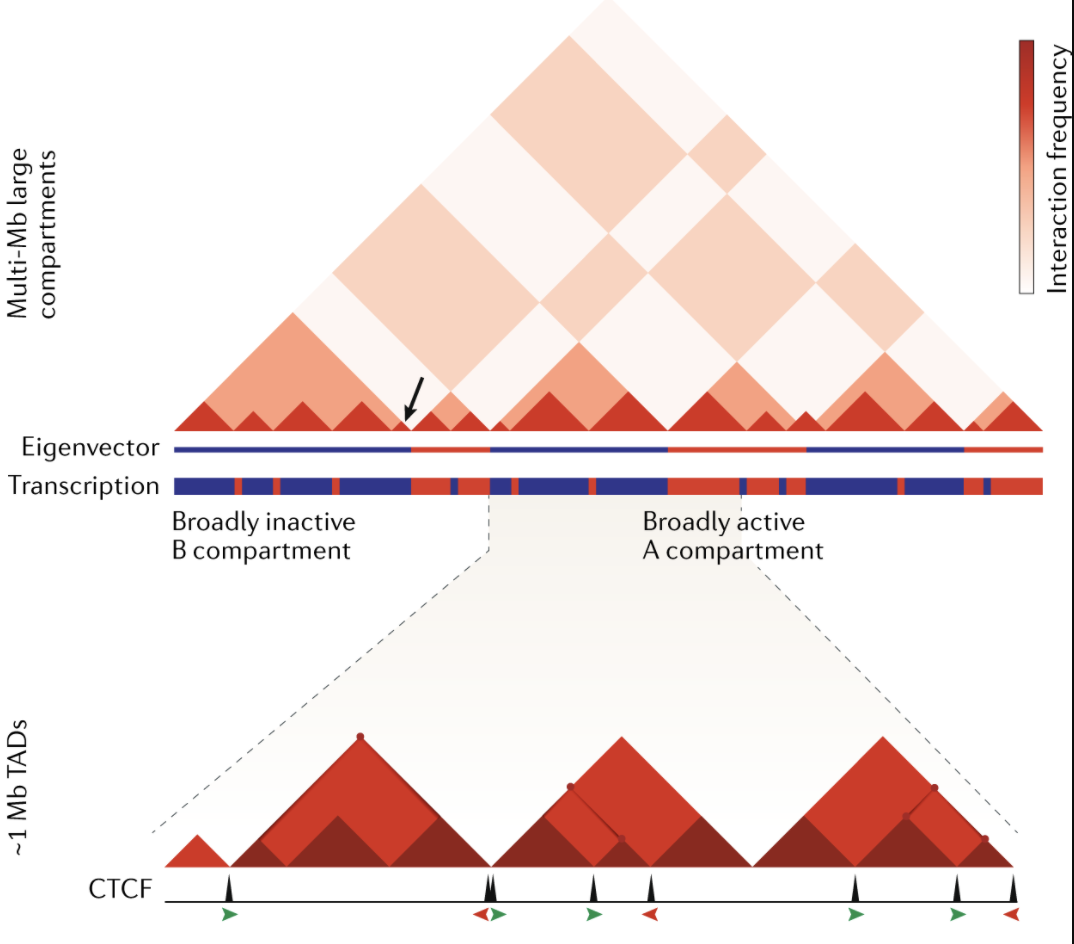 Multi-Mb large
compartments
Interaction frequency
Eigenvector
Transcription
Broadly inactive
B compartment
Broadly active
A compartment
~1 Mb TADs
CTCF